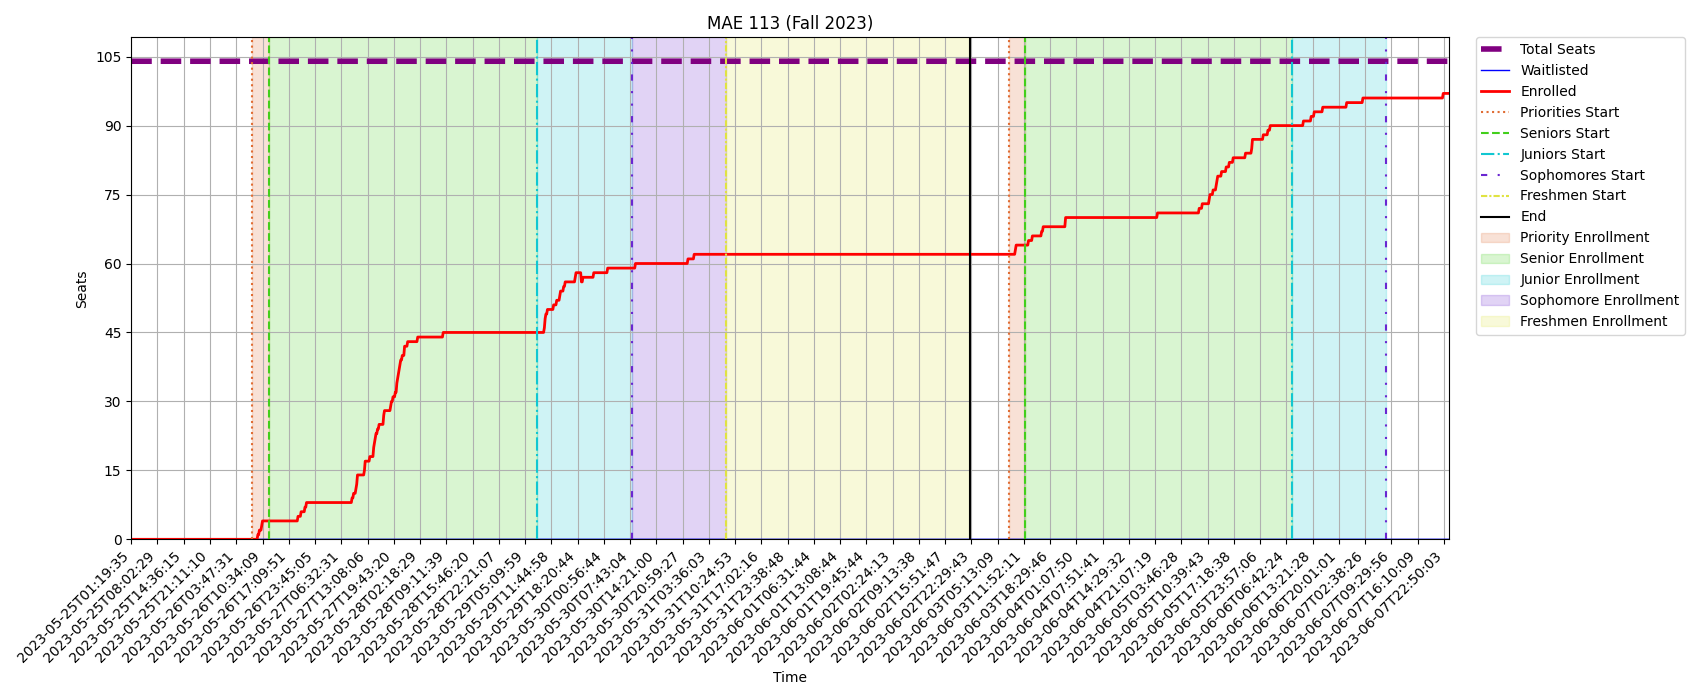 MAE 113 (Fall 2023)
Seats
105
90
75
60
45
30
15
0
2023-05-25T01:19:35
2023-05-25T08:02:29
2023-05-25T14:36:15
2023-05-25T21:11:10
2023-05-26T03:47:31
2023-05-26T10:34:09
2023-05-26T17:09:51
2023-05-26T23:45:05
2023-05-27T06:32:31
2023-05-27T13:08:06
2023-05-27T19:43:20
2023-05-28T02:18:29
2023-05-28T09:11:39
2023-05-28T15:46:20
2023-05-28T22:21:07
2023-05-29T05:09:59
2023-05-29T11:44:58
2023-05-29T18:20:44
2023-05-30T00:56:44
2023-05-30T07:43:04
2023-05-30T14:21:00
2023-05-30T20:59:27
2023-05-31T03:36:03
2023-05-31T10:24:53
2023-05-31T17:02:16
2023-05-31T23:38:48
2023-06-01T06:31:44
2023-06-01T13:08:44
2023-06-01T19:45:44
2023-06-02T02:24:13
2023-06-02T09:13:38
2023-06-02T15:51:47
2023-06-02T22:29:43
2023-06-03T05:13:09
2023-06-03T11:52:11
2023-06-03T18:29:46
2023-06-04T01:07:50
2023-06-04T07:51:41
2023-06-04T14:29:32
2023-06-04T21:07:19
2023-06-05T03:46:28
2023-06-05T10:39:43
2023-06-05T17:18:38
2023-06-05T23:57:06
2023-06-06T06:42:24
2023-06-06T13:21:28
2023-06-06T20:01:01
2023-06-07T02:38:26
2023-06-07T09:29:56
2023-06-07T16:10:09
2023-06-07T22:50:03
Time
Total Seats
Waitlisted
Enrolled
Priorities Start
Seniors Start
Juniors Start
Sophomores Start
Freshmen Start
End
Priority Enrollment
Senior Enrollment
Junior Enrollment
Sophomore Enrollment
Freshmen Enrollment